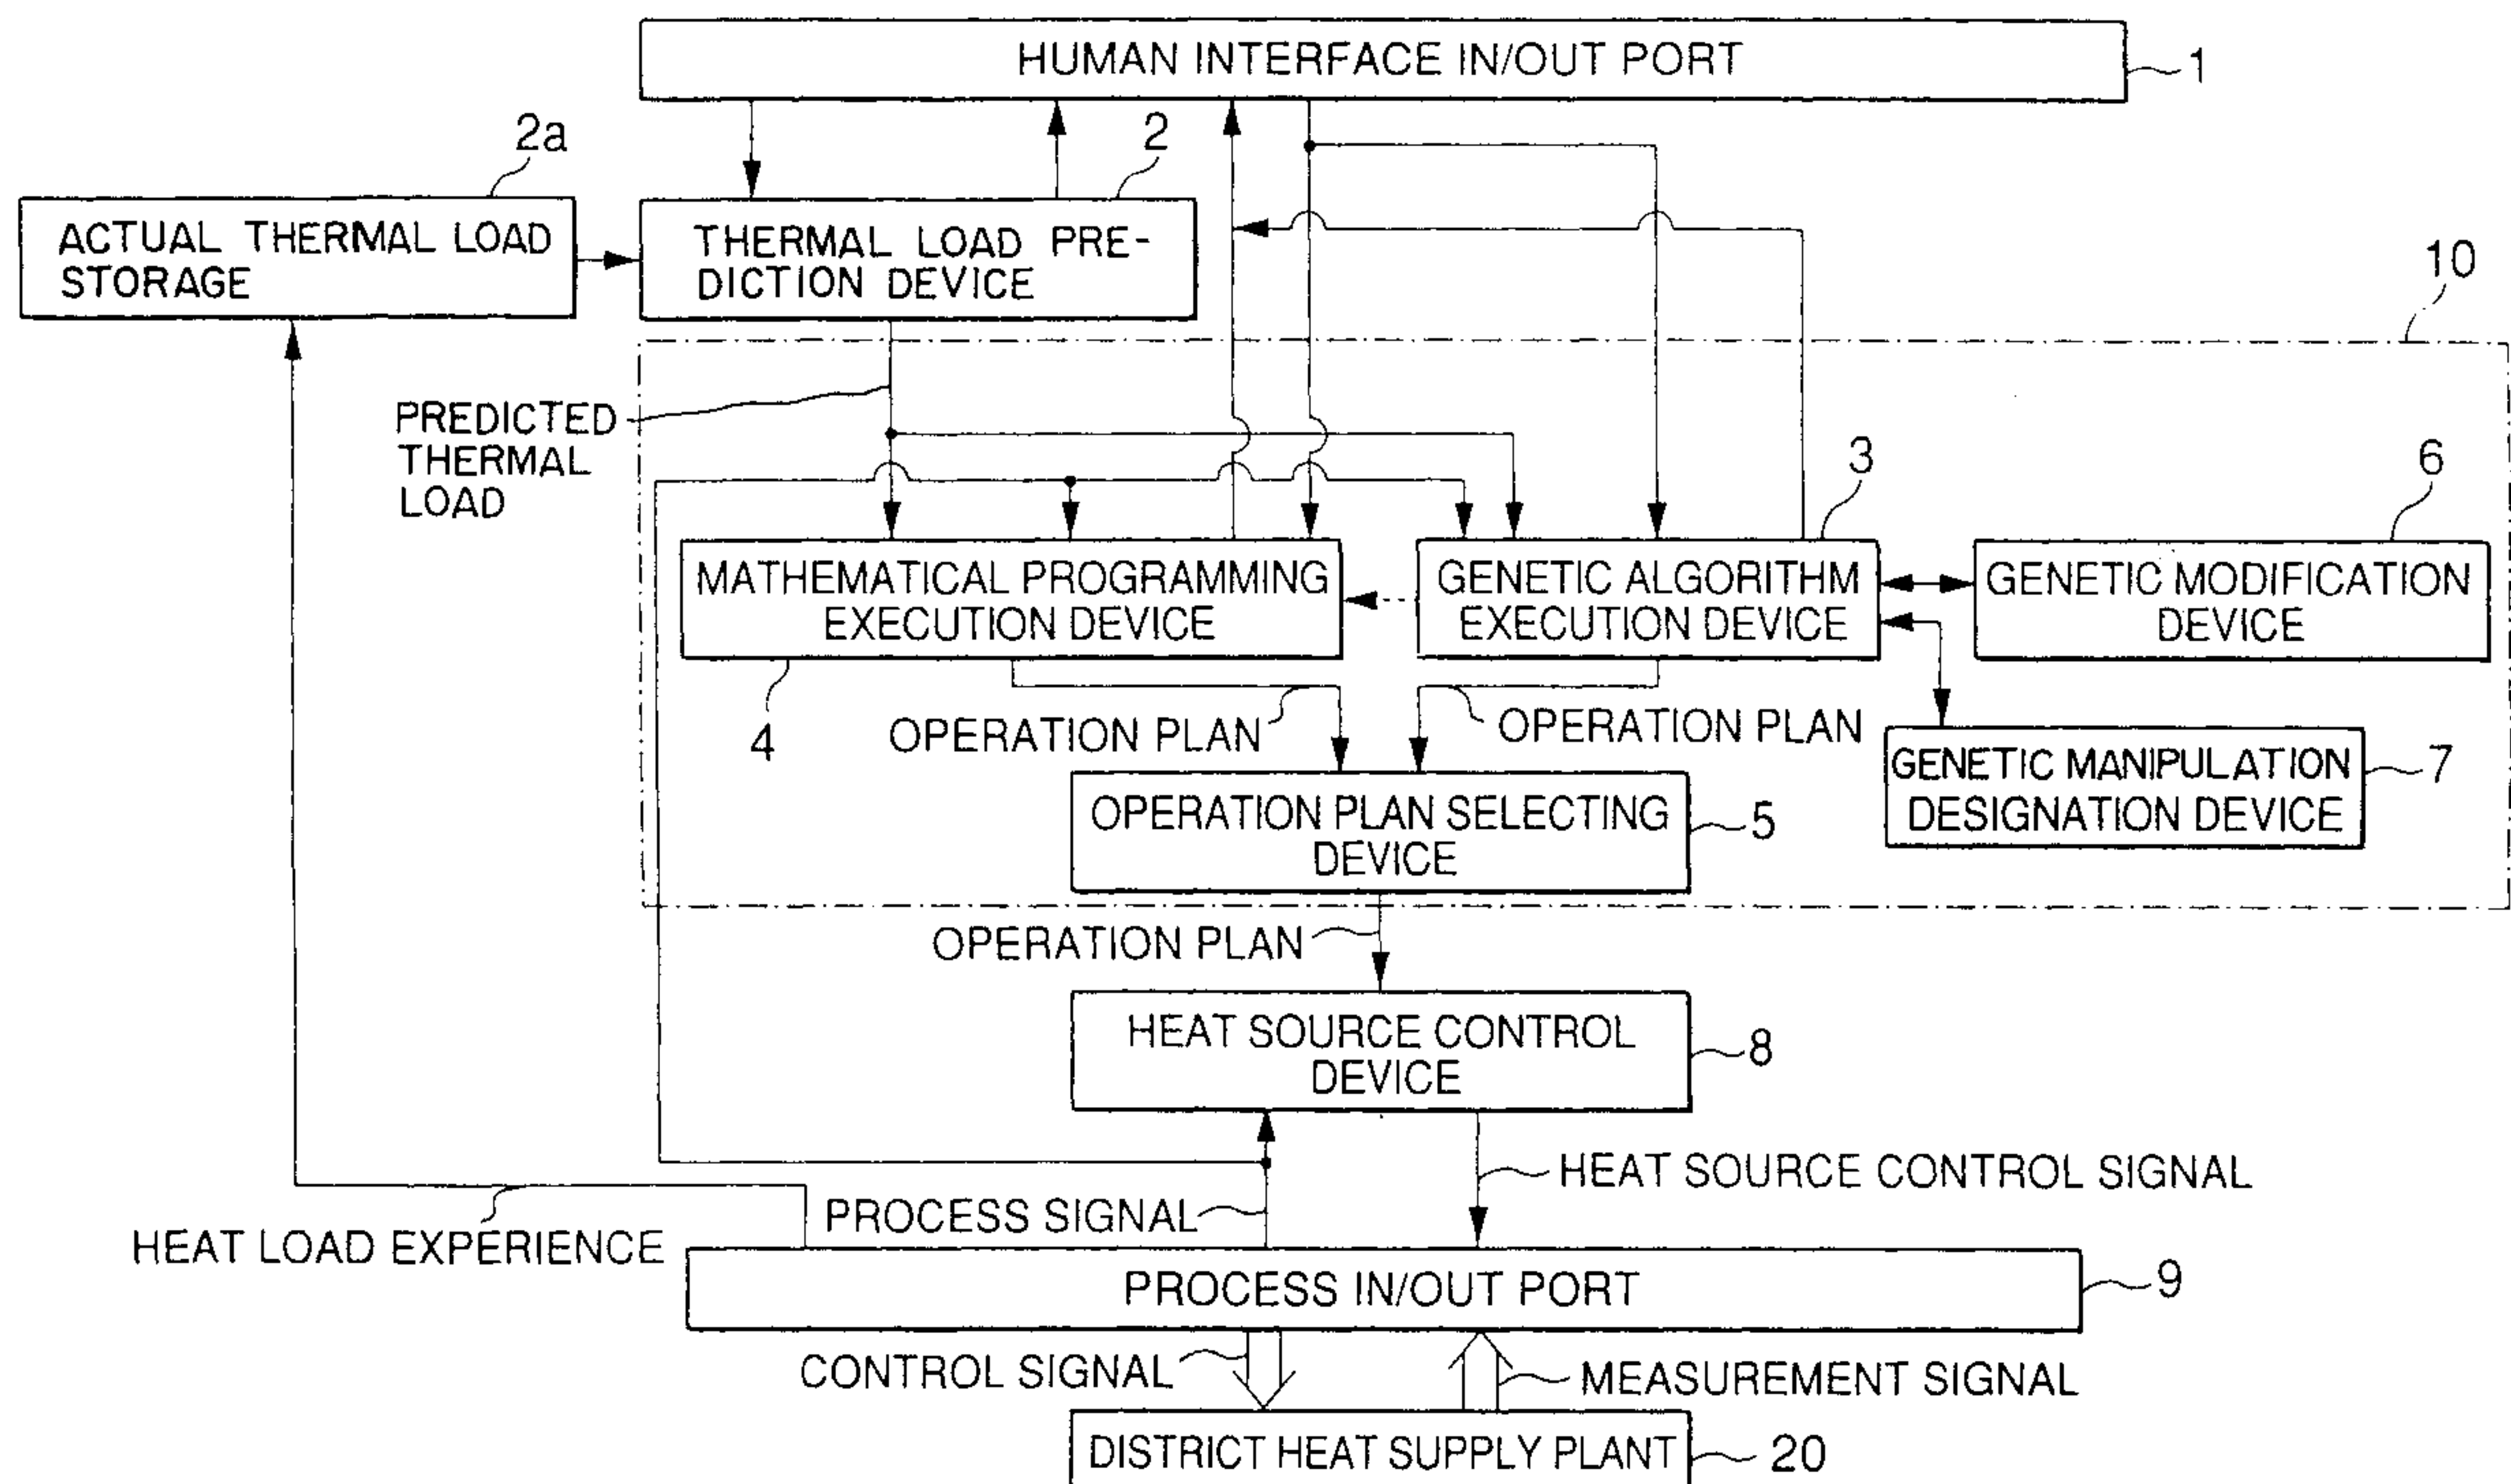 HUMAN INTERFACE IN/OUT PORT
1
2a
2
ACTUAL THERMAL LOAD
STORAGE
THERMAL LOAD PRE-
DICTION DEVICE
10
PREDICTED
THERMAL
LOAD
3
6
MATHEMATICAL PROGRAMMING
EXECUTION DEVICE
GENETIC ALGORITHM
EXECUTION DEVICE
GENETIC MODIFICATION
DEVICE
4
OPERATION PLAN
OPERATION PLAN
GENETIC MANIPULATION
DESIGNATION DEVICE
7
OPERATION PLAN SELECTING
DEVICE
5
OPERATION PLAN
HEAT SOURCE CONTROL
DEVICE
8
HEAT SOURCE CONTROL SIGNAL
PROCESS SIGNAL
HEAT LOAD EXPERIENCE
PROCESS IN/OUT PORT
9
CONTROL SIGNAL
MEASUREMENT SIGNAL
DISTRICT HEAT SUPPLY PLANT
20